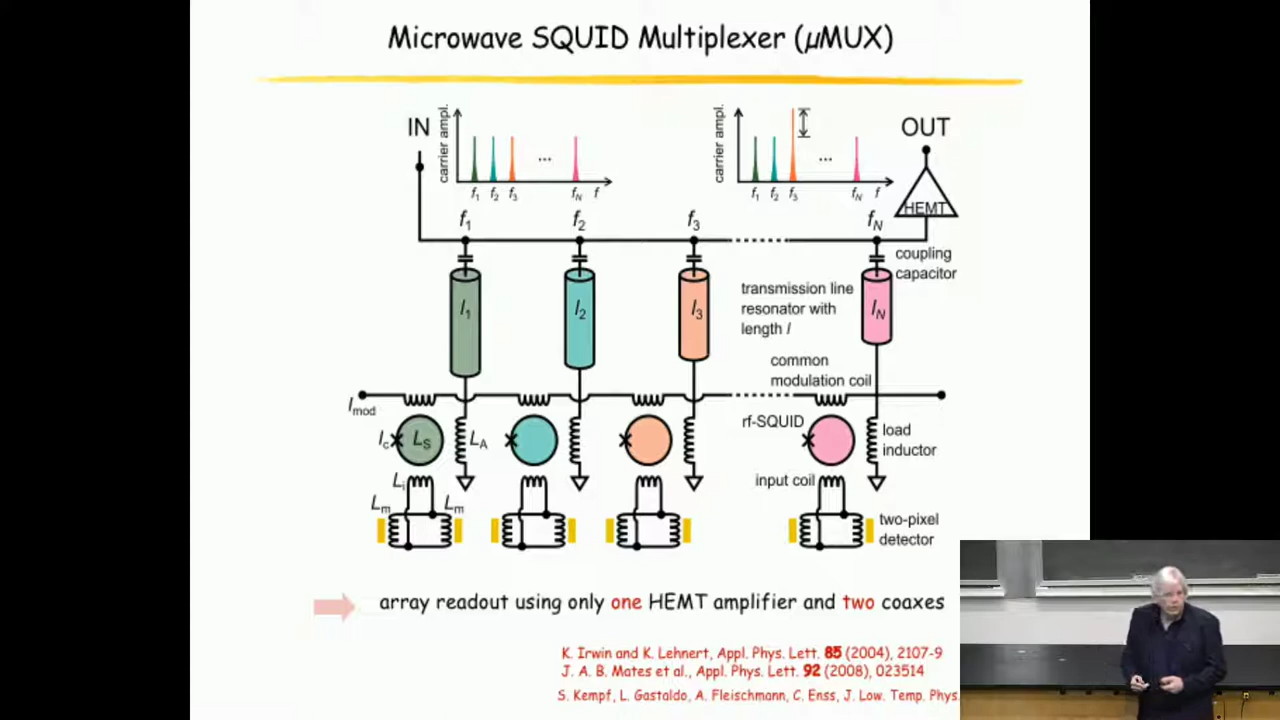 Microwave SQUID Multiplexer (µMUX)
IN
carrier ampl.
f1 f2 f3 ... fN f
carrier ampl.
f1 f2 f3 ... fN f
OUT
HEMT
f1 f2 f3 fN
coupling
capacitor
l1 l2 l3 lN
transmission line
resonator with
length l
common
modulation coil
Imod
Ic LS LA
rf-SQUID
load
inductor
Li
input coil
Lm Lm
two-pixel
detector
array readout using only one HEMT amplifier and two coaxes
K. Irwin and K. Lehnert, Appl. Phys. Lett. 85 (2004), 2107-9
J. A. B. Mates et al., Appl. Phys. Lett. 92 (2008), 023514
S. Kempf, L. Gastaldo, A. Fleischmann, C. Enss, J. Low. Temp. Phys.